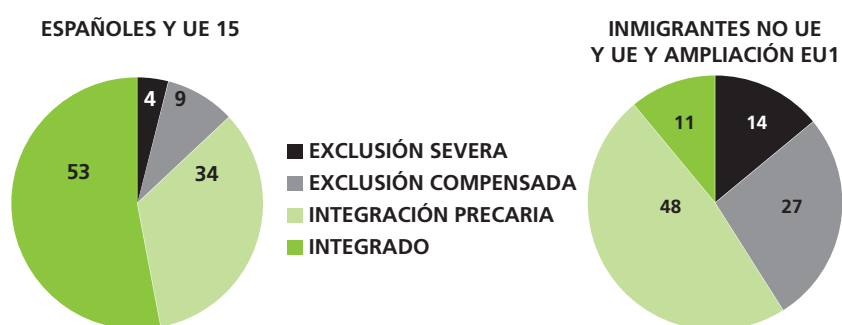 ESPAÑOLES Y UE 15
4
9
34
53
EXCLUSIÓN SEVERA
EXCLUSIÓN COMPENSADA
INTEGRACIÓN PRECARIA
INTEGRADO
INMIGRANTES NO UE
Y UE Y AMPLIACIÓN EU1
11
14
48
27